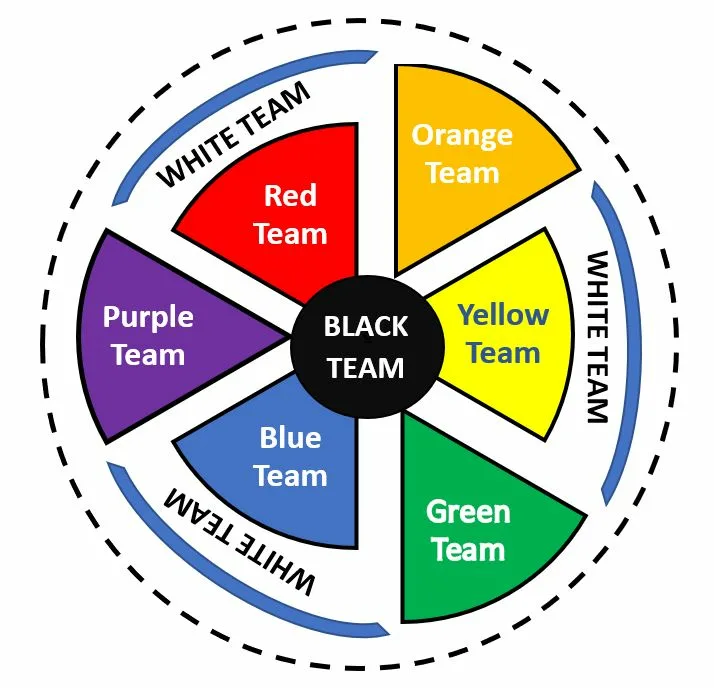 WHITE TEAM
Orange
Team
Red
Team
WHITE TEAM
Purple
Team
BLACK
TEAM
Yellow
Team
Blue
Team
Green
Team
WHITE TEAM